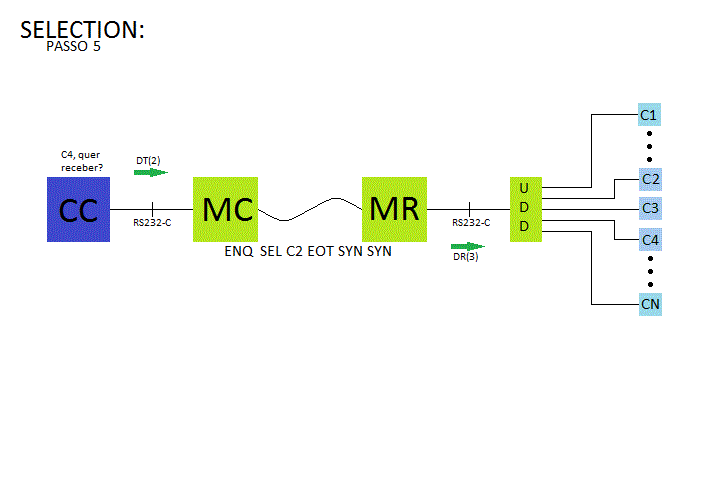 SELECTION:
PASSO 5
C4, quer
receber?
DT(2)
CC
RS232-C
MC
MR
RS232-C
DR(3)
ENQ SEL C2 EOT SYN SYN
U
D
D
C1
C2
C3
C4
CN